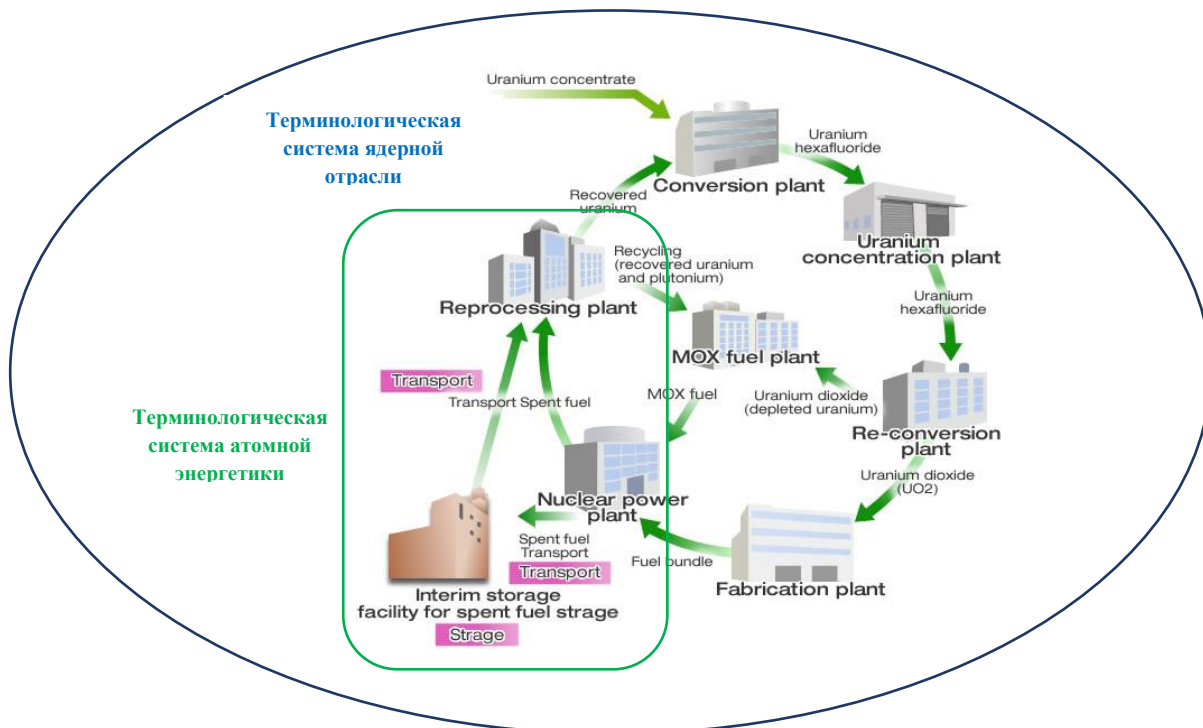 Uranium concentrate
Терминологическая
система ядерной
отрасли
Uranium
hexafluoride
Conversion plant
Recovered
uranium
Uranium
concentration plant
Recycling
(recovered uranium
and plutonium)
Reprocessing plant
Uranium
hexafluoride
MOX fuel plant
Transport
Transport Spent fuel
MOX fuel
Uranium dioxide
(depleted uranium)
Терминологическая
система атомной
энергетики
Re-conversion
plant
Uranium dioxide
(UO2)
Nuclear power
plant
Spent fuel
Transport
Transport
Fuel bundle
Fabrication plant
Interim storage
facility for spent fuel strage
Strage